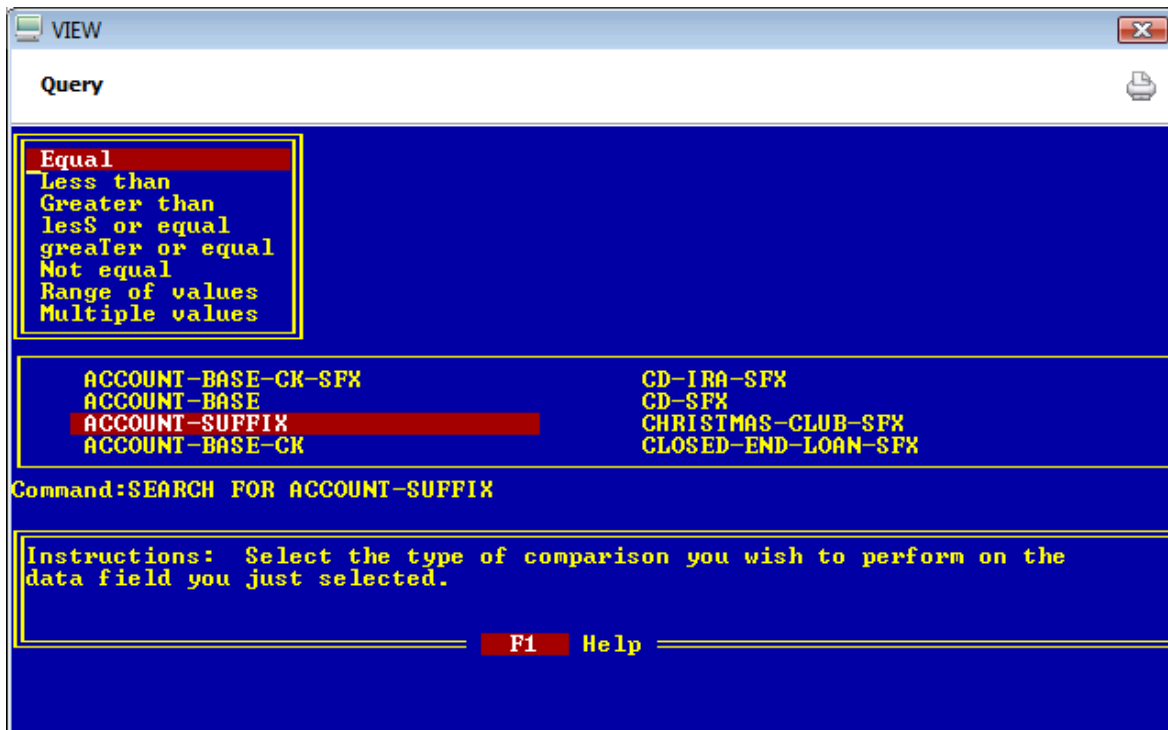 VIEW
Query
Equal
Less than
Greater than
lesS or equal
greaTer or equal
Not equal
Range of values
Multiple values
ACCOUNT-BASE-CK-SFX CD-IRA-SFX
ACCOUNT-BASE CD-SFX
ACCOUNT-SUFFIX CHRISTMAS-CLUB-SFX
ACCOUNT-BASE-CK CLOSED-END-LOAN-SFX
Command:SEARCH FOR ACCOUNT-SUFFIX
Instructions: Select the type of comparison you wish to perform on the
data field you just selected.
F1 Help